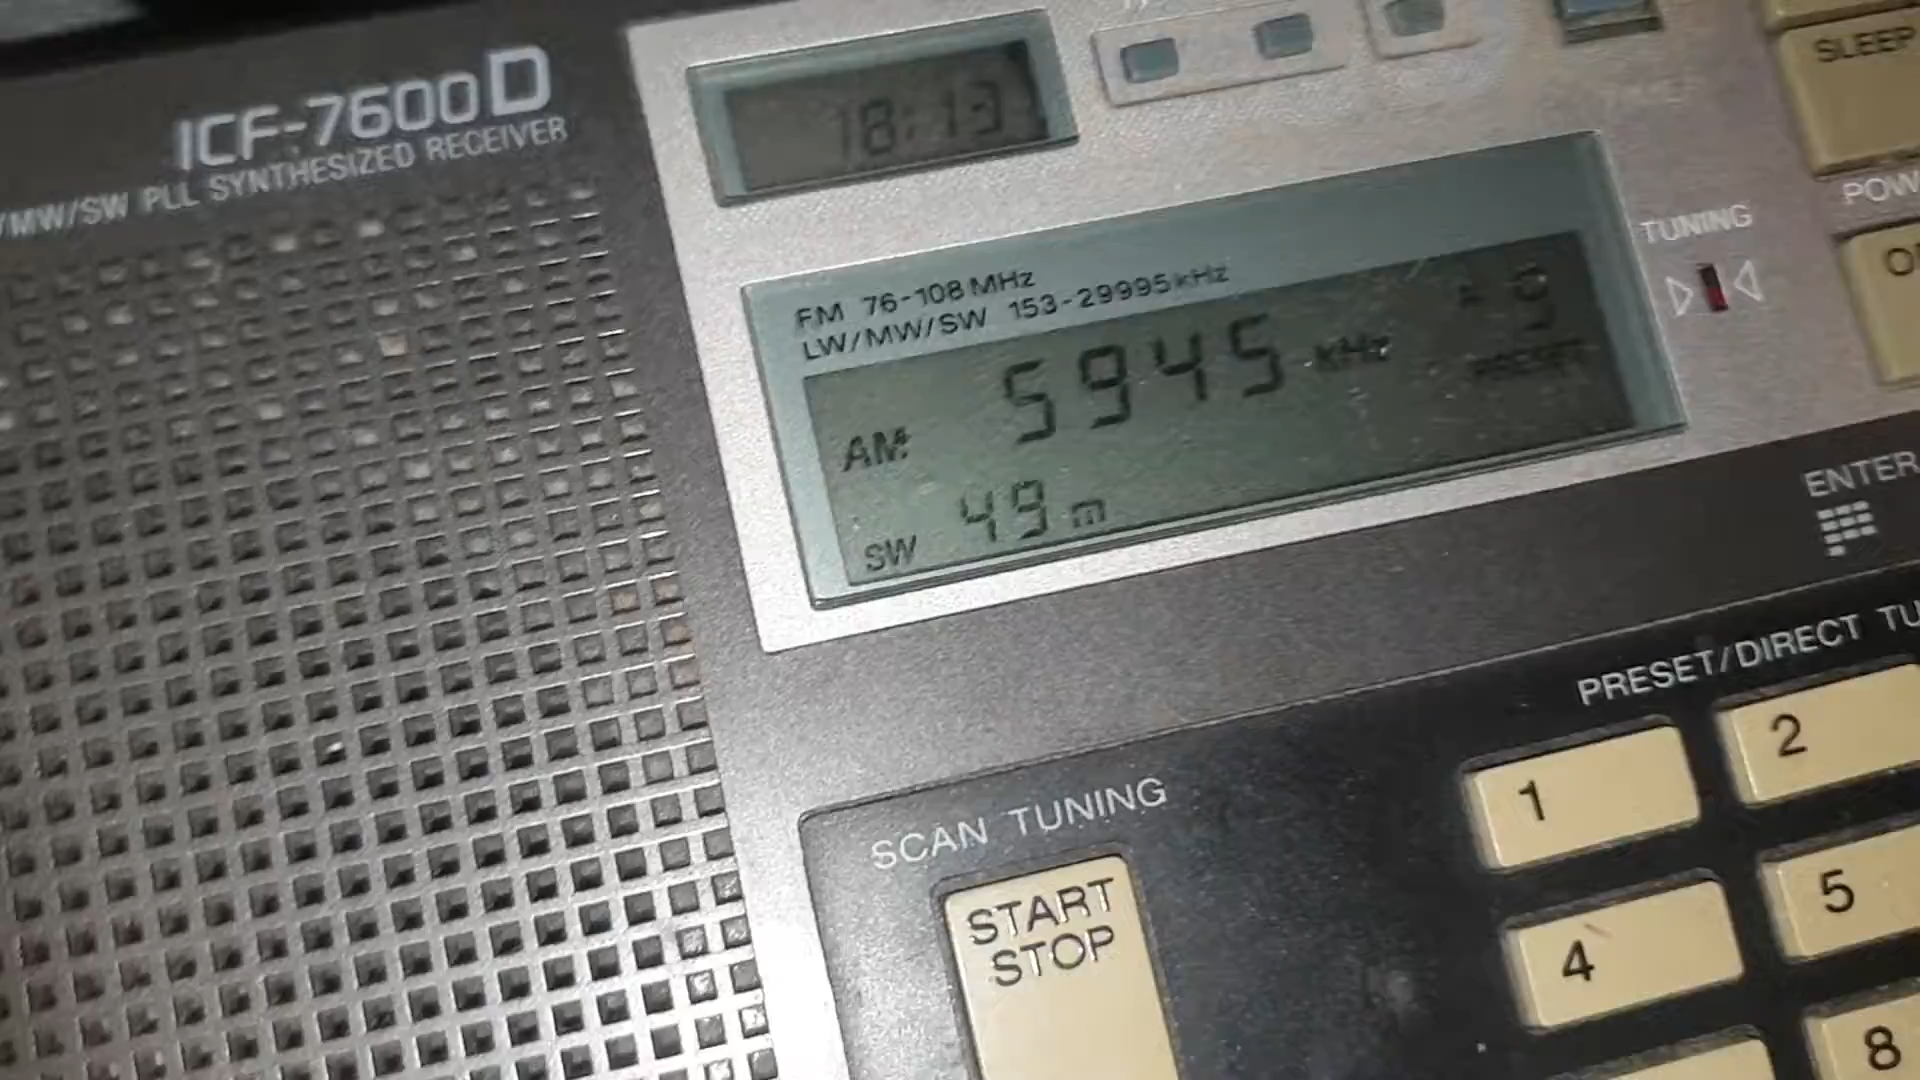 ICF-7600D
/MW/SW PLL SYNTHESIZED RECEIVER
18:13
SLEEP
FM 76-108 MHz
LW/MW/SW 153-29995 kHz
AM 5945 kHz
9
PRESET
SW 49 m
TUNING
ENTER
PRESET/DIRECT
SCAN TUNING
START
STOP
1
2
4
5
8